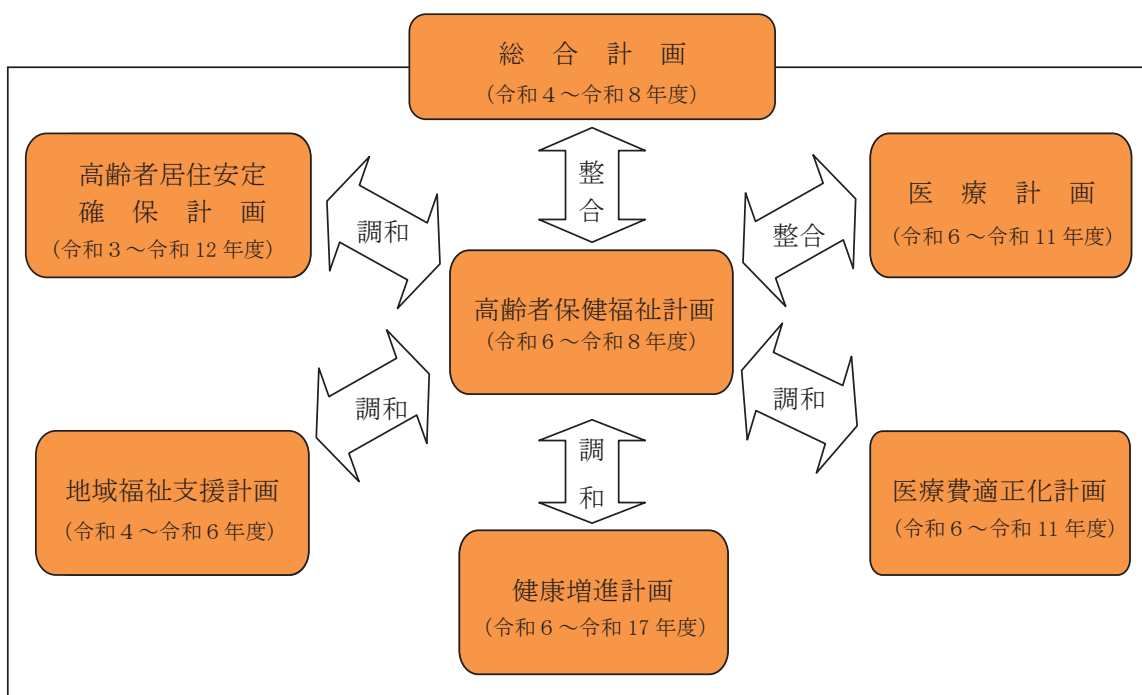 総合計画
（令和４～令和８年度）
整合
高齢者居住安定
確保計画
（令和３～令和12年度）
調和
医療計画
（令和６～令和11年度）
整合
高齢者保健福祉計画
（令和６～令和８年度）
地域福祉支援計画
（令和４～令和６年度）
調和
調和
医療費適正化計画
（令和６～令和11年度）
調和
健康増進計画
（令和６～令和17年度）